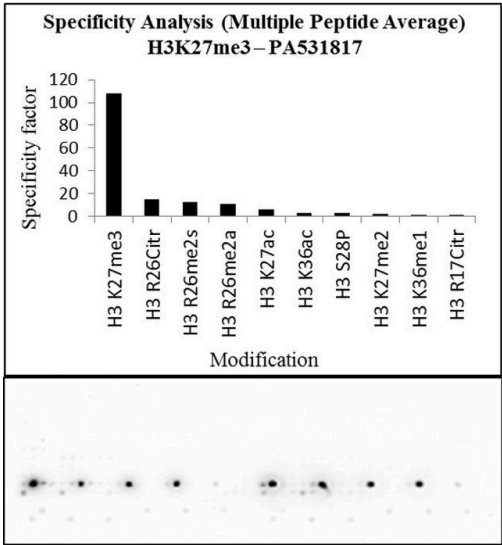 Specificity Analysis (Multiple Peptide Average)
H3K27me3 – PA531817
Specificity factor
120
100
80
60
40
20
0
H3 K27me3
H3 R26Citr
H3 R26me2s
H3 R26me2a
H3 K27ac
H3 K36ac
H3 S28P
H3 K27me2
H3 K36me1
H3 R17Citr
Modification